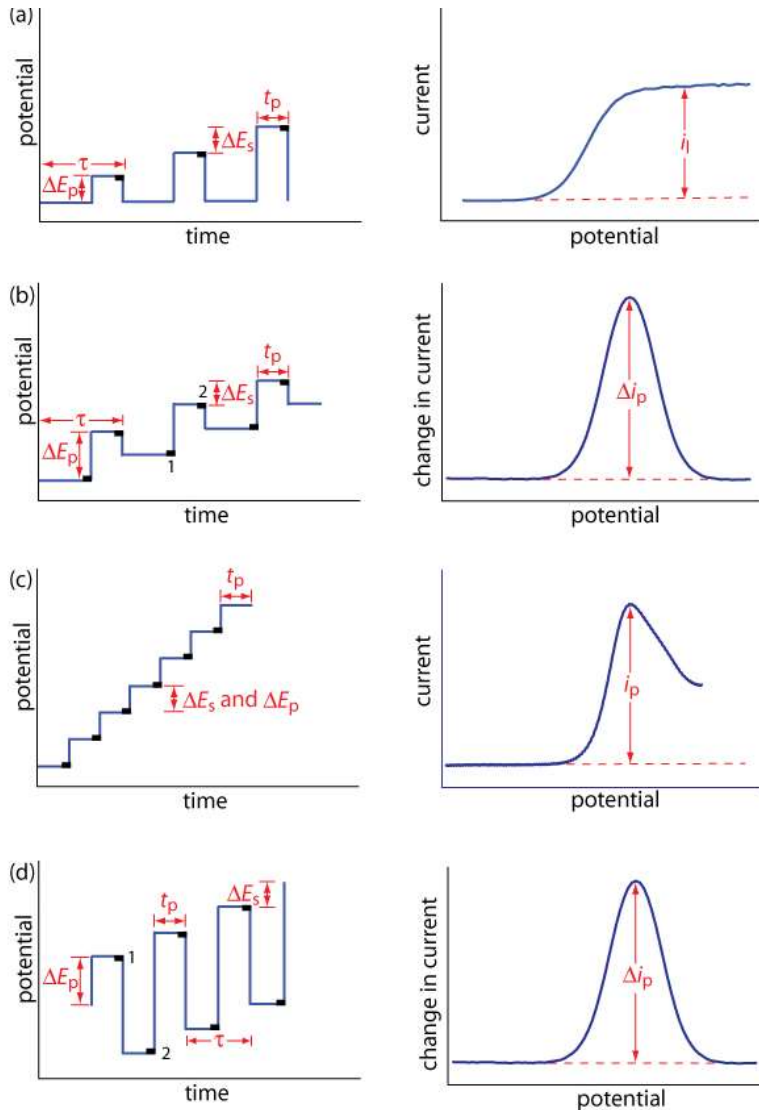 (a)
potential
τ
ΔEp
ΔEs
tp
time
current
il
potential
(b)
potential
τ
ΔEp
1
2
ΔEs
tp
time
change in current
Δip
potential
(c)
potential
tp
ΔEs and ΔEp
time
current
ip
potential
(d)
potential
ΔEp
1
2
tp
τ
ΔEs
time
change in current
Δip
potential